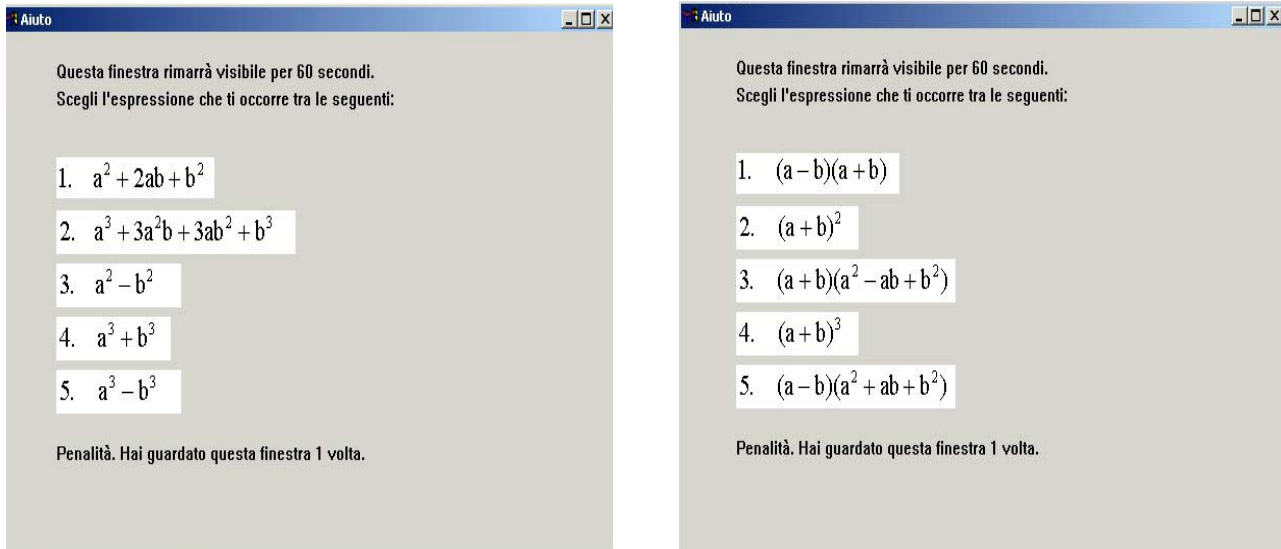 Aiuto
Questa finestra rimarrà visibile per 60 secondi.
Scegli l'espressione che ti occorre tra le seguenti:
1. a² + 2ab + b²
2. a³ + 3a²b + 3ab² + b³
3. a² − b²
4. a³ + b³
5. a³ − b³
Penalità. Hai guardato questa finestra 1 volta.
Aiuto
Questa finestra rimarrà visibile per 60 secondi.
Scegli l'espressione che ti occorre tra le seguenti:
1. (a − b)(a + b)
2. (a + b)²
3. (a + b)(a² − ab + b²)
4. (a + b)³
5. (a − b)(a² + ab + b²)
Penalità. Hai guardato questa finestra 1 volta.